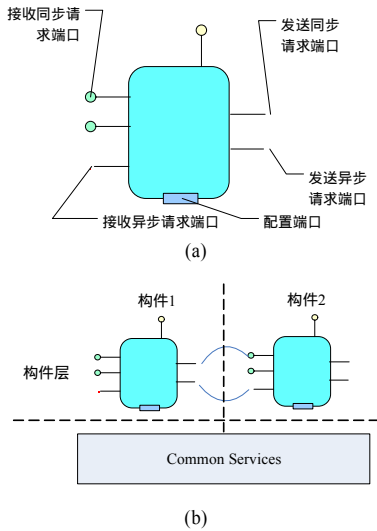 接收同步请
求端口
发送同步
请求端口
发送异步
请求端口
接收异步请求端口
配置端口
(a)
构件1
构件2
构件层
Common Services
(b)